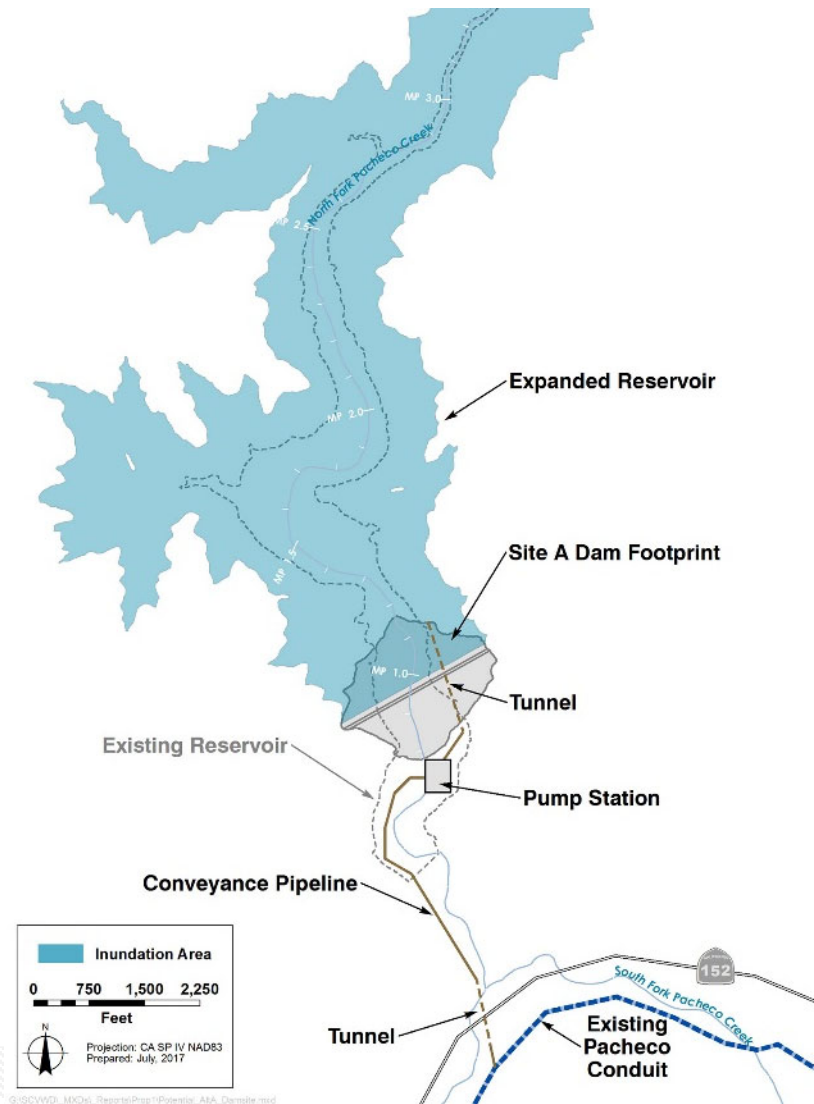 MP 3.0
North Fork Pacheco Creek
MP 2.5
Expanded Reservoir
MP 2.0
MP 1.5
Site A Dam Footprint
MP 1.0
Tunnel
Existing Reservoir
Pump Station
Conveyance Pipeline
Inundation Area
0 750 1,500 2,250
Feet
N
Projection: CA SP IV NAD83
Prepared: July, 2017
152
South Fork Pacheco Creek
Tunnel
Existing
Pacheco
Conduit